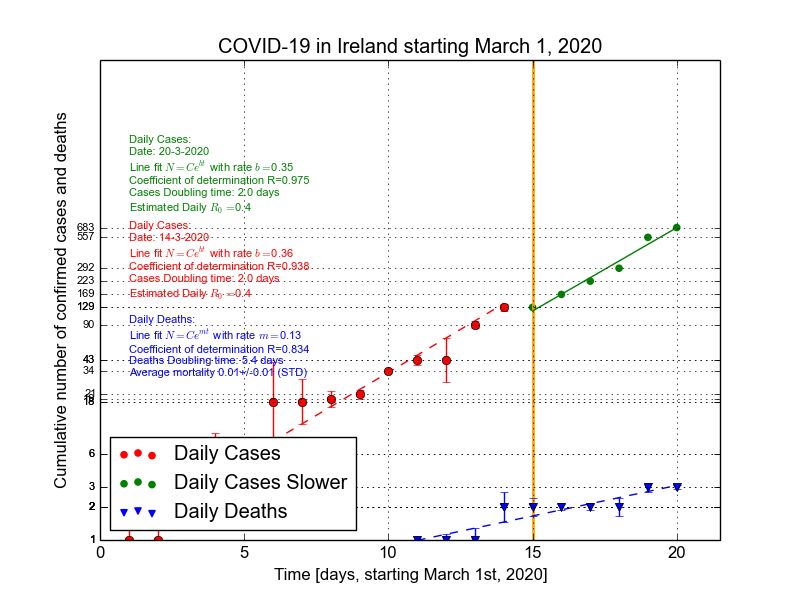 COVID-19 in Ireland starting March 1, 2020
Cumulative number of confirmed cases and deaths
Daily Cases:
Date: 20-3-2020
Line fit N=Ce^{bt} with rate b=0.35
Coefficient of determination R=0.975
Cases Doubling time: 2.0 days
Estimated Daily R_0=0.4
Daily Cases:
Date: 14-3-2020
Line fit N=Ce^{bt} with rate b=0.36
Coefficient of determination R=0.938
Cases Doubling time: 2.0 days
Estimated Daily R_0=0.4
Daily Deaths:
Line fit N=Ce^{mt} with rate m=0.13
Coefficient of determination R=0.834
Deaths Doubling time: 5.4 days
Average mortality 0.01+/-0.01 (STD)
683
557
292
223
169
129
90
43
34
21
18
6
3
2
1
Daily Cases
Daily Cases Slower
Daily Deaths
0 5 10 15 20
Time [days, starting March 1st, 2020]